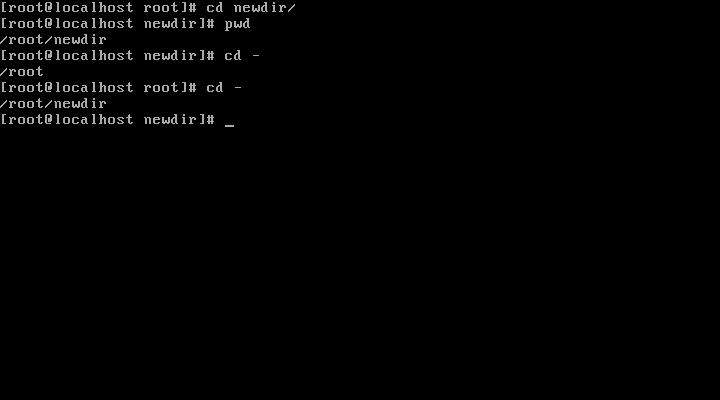 [root@localhost root]# cd newdir/
[root@localhost newdir]# pwd
/root/newdir
[root@localhost newdir]# cd -
/root
[root@localhost root]# cd -
/root/newdir
[root@localhost newdir]# _